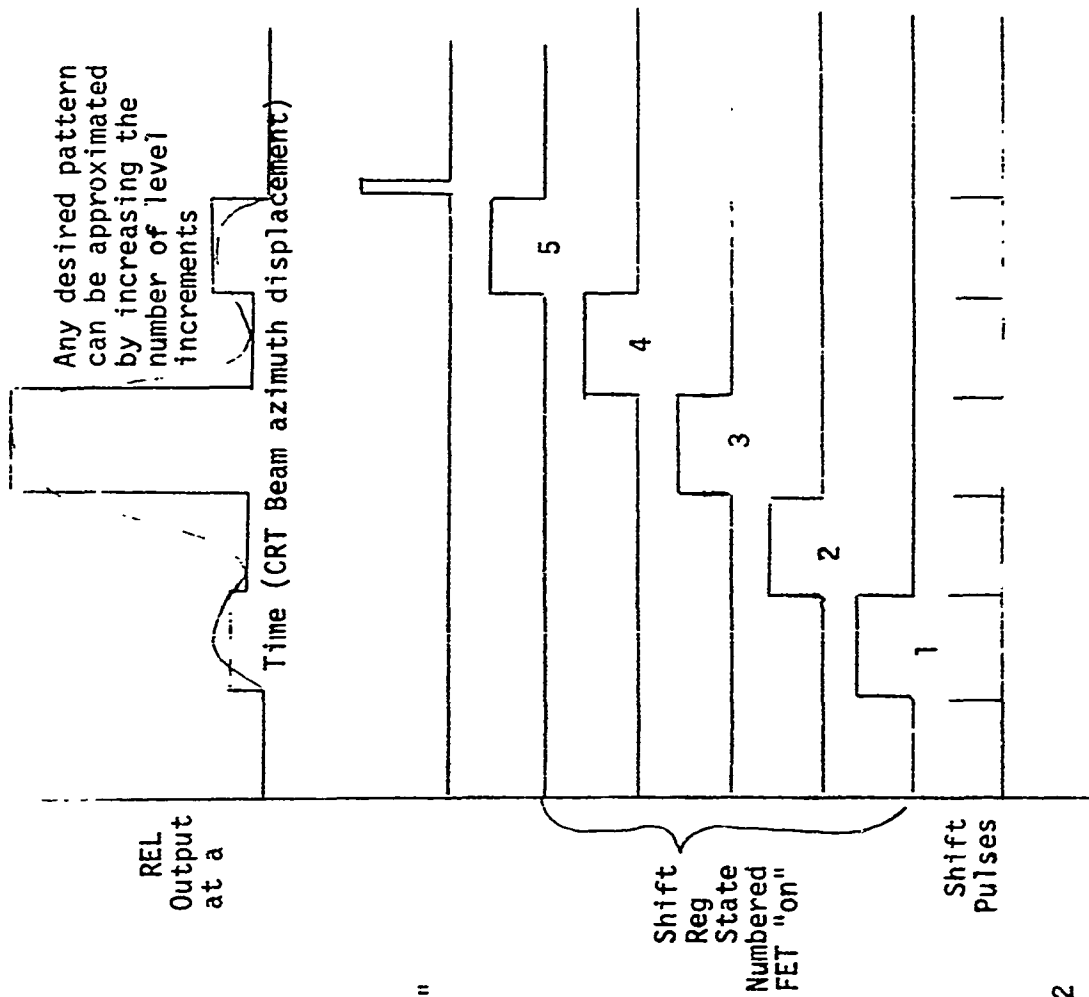 REL
Output
at a
Any desired pattern
can be approximated
by increasing the
number of level
increments
Time (CRT Beam azimuth displacement)
"
Shift
Reg
State
Numbered
FET "on"
5
4
3
2
1
Shift
Pulses
2